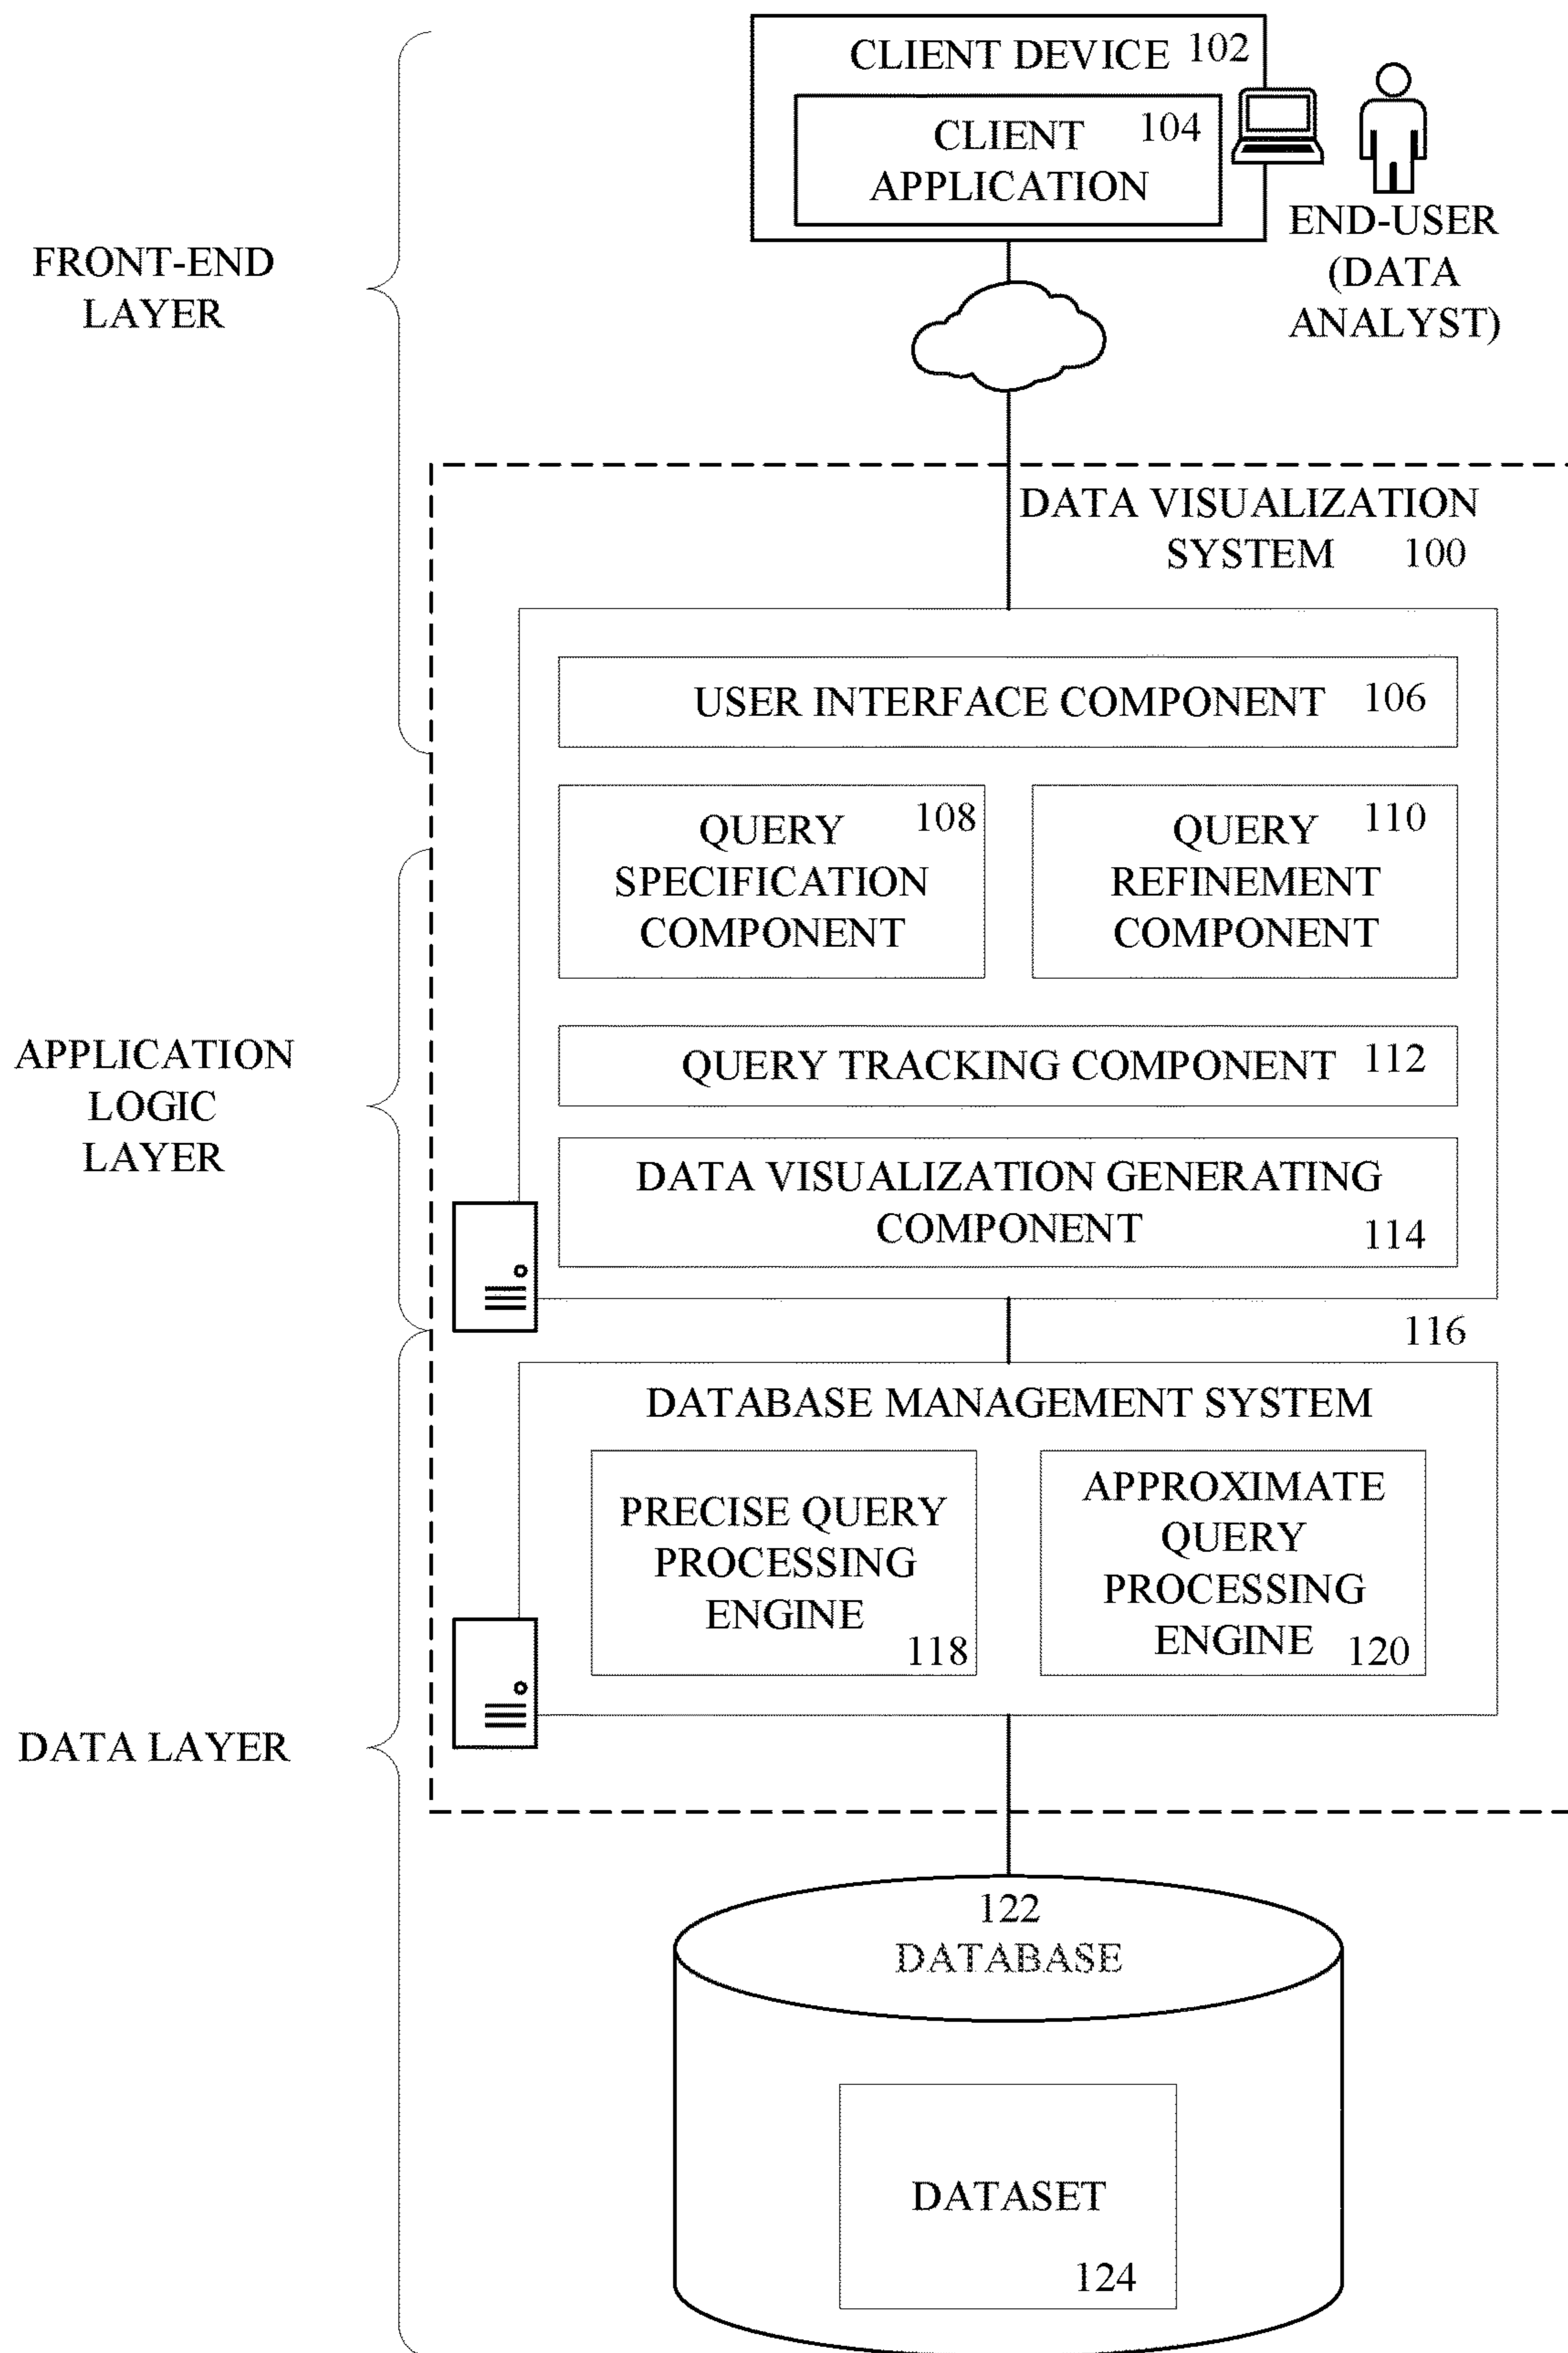 CLIENT DEVICE 102
CLIENT 104
APPLICATION
END-USER
(DATA
ANALYST)
FRONT-END
LAYER
DATA VISUALIZATION
SYSTEM 100
USER INTERFACE COMPONENT 106
QUERY 108
SPECIFICATION
COMPONENT
QUERY 110
REFINEMENT
COMPONENT
APPLICATION
LOGIC
LAYER
QUERY TRACKING COMPONENT 112
DATA VISUALIZATION GENERATING
COMPONENT 114
116
DATABASE MANAGEMENT SYSTEM
PRECISE QUERY
PROCESSING
ENGINE
118
APPROXIMATE
QUERY
PROCESSING
ENGINE 120
DATA LAYER
122
DATABASE
DATASET
124